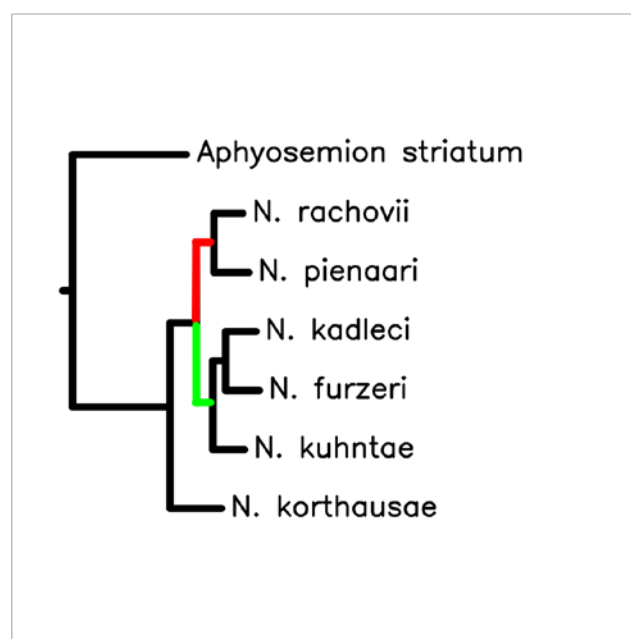 Aphyosemion striatum
N. rachovii
N. pienaari
N. kadleci
N. furzeri
N. kuhntae
N. korthausae